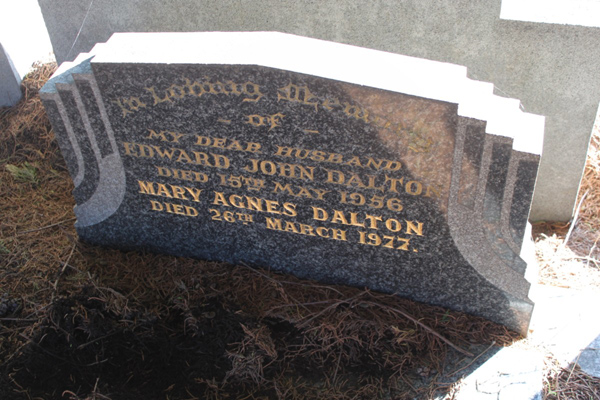 In Loving Memory
- OF -
MY DEAR HUSBAND
EDWARD JOHN DALTON
DIED 15TH MAY 1956
MARY AGNES DALTON
DIED 26TH MARCH 1977.